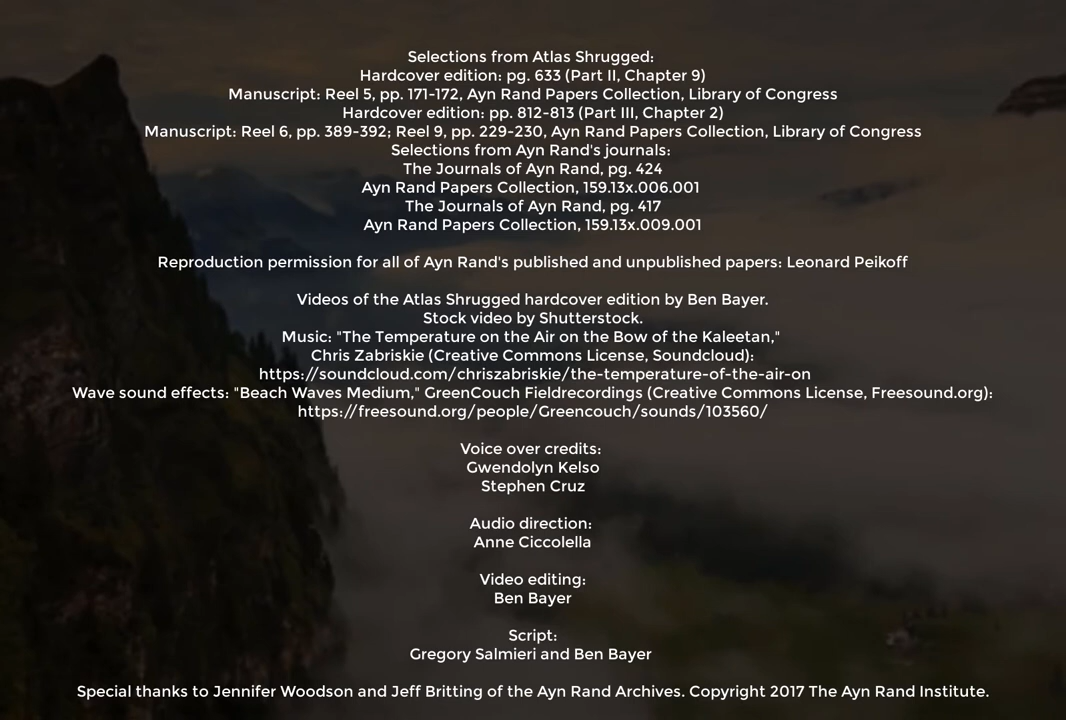 Selections from Atlas Shrugged:
Hardcover edition: pg. 633 (Part II, Chapter 9)
Manuscript: Reel 5, pp. 171-172, Ayn Rand Papers Collection, Library of Congress
Hardcover edition: pp. 812-813 (Part III, Chapter 2)
Manuscript: Reel 6, pp. 389-392; Reel 9, pp. 229-230, Ayn Rand Papers Collection, Library of Congress
Selections from Ayn Rand's journals:
The Journals of Ayn Rand, pg. 424
Ayn Rand Papers Collection, 159.13x.006.001
The Journals of Ayn Rand, pg. 417
Ayn Rand Papers Collection, 159.13x.009.001
Reproduction permission for all of Ayn Rand's published and unpublished papers: Leonard Peikoff
Videos of the Atlas Shrugged hardcover edition by Ben Bayer.
Stock video by Shutterstock.
Music: "The Temperature on the Air on the Bow of the Kaleetan,"
Chris Zabriskie (Creative Commons License, Soundcloud):
https://soundcloud.com/chriszabriskie/the-temperature-of-the-air-on
Wave sound effects: "Beach Waves Medium," GreenCouch Fieldrecordings (Creative Commons License, Freesound.org):
https://freesound.org/people/Greencouch/sounds/103560/
Voice over credits:
Gwendolyn Kelso
Stephen Cruz
Audio direction:
Anne Ciccolella
Video editing:
Ben Bayer
Script:
Gregory Salmieri and Ben Bayer
Special thanks to Jennifer Woodson and Jeff Britting of the Ayn Rand Archives. Copyright 2017 The Ayn Rand Institute.